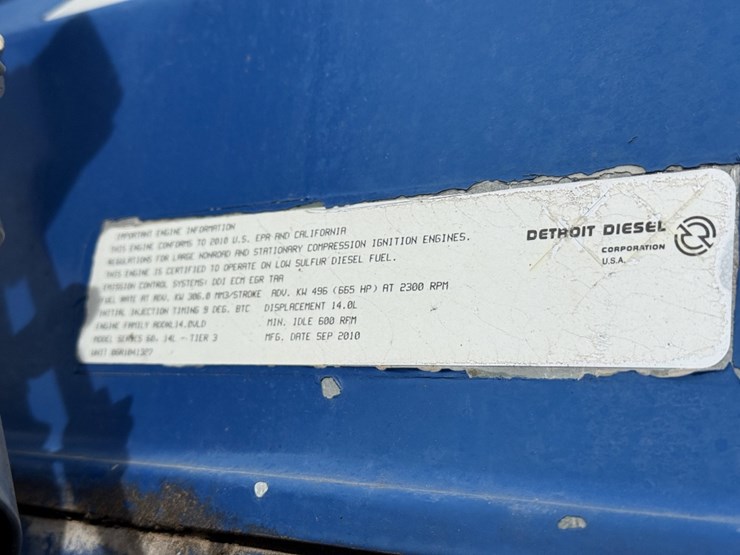 IMPORTANT ENGINE INFORMATION
THIS ENGINE CONFORMS TO 2010 U.S. EPA AND CALIFORNIA
REGULATIONS FOR LARGE NONROAD AND STATIONARY COMPRESSION IGNITION ENGINES.
THIS ENGINE IS CERTIFIED TO OPERATE ON LOW SULFUR DIESEL FUEL.
EMISSION CONTROL SYSTEMS: DDI ECM EGR TAA
FUEL RATE AT ADV. KW 306.0 MM3/STROKE ADV. KW 496 (665 HP) AT 2300 RPM
INITIAL INJECTION TIMING 9 DEG. BTC DISPLACEMENT 14.0L
ENGINE FAMILY MIN. IDLE 600 RPM
MODEL SERIES 60, 14L - TIER 3 MFG. DATE SEP 2010
UNIT
DETROIT DIESEL
CORPORATION
U.S.A.